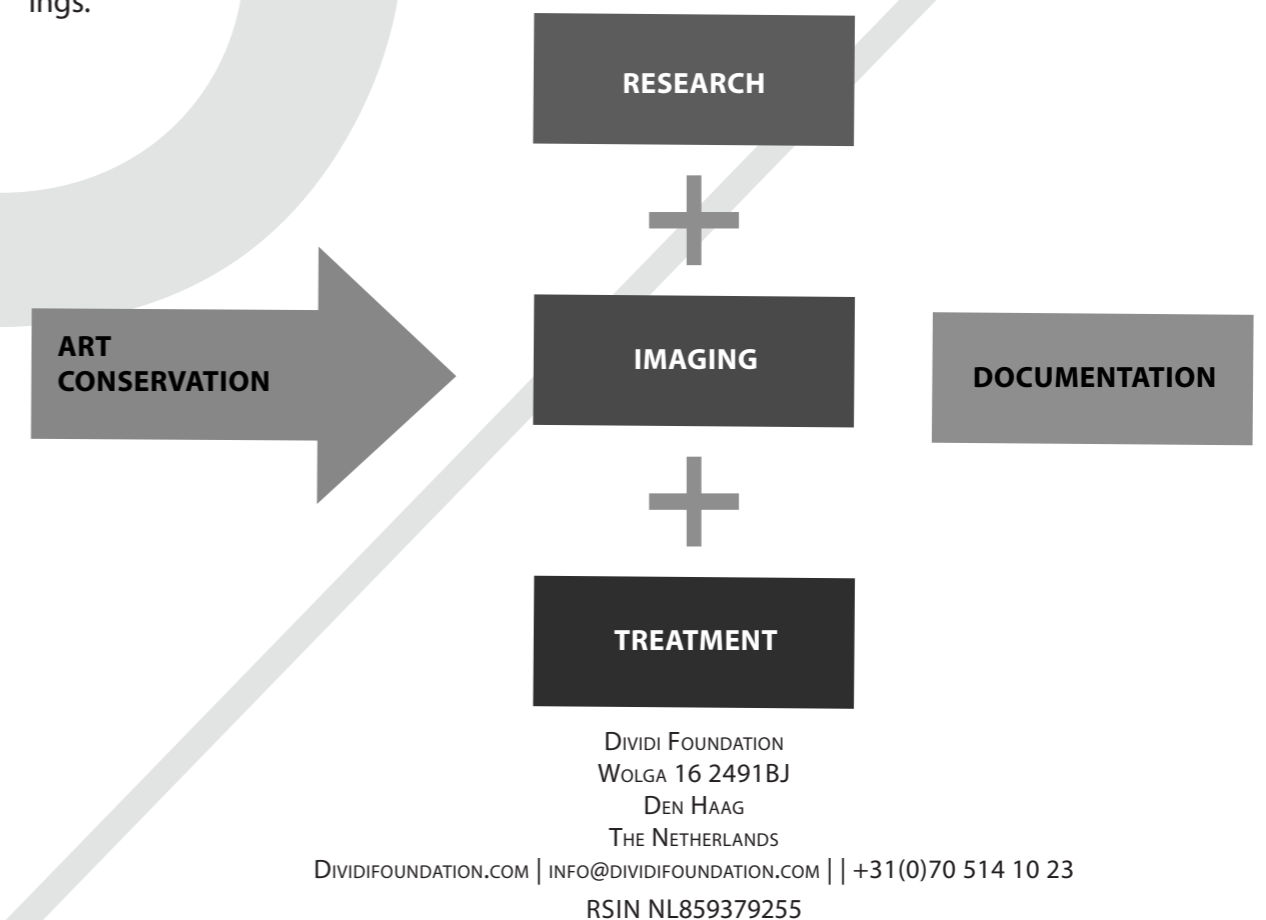 ings.
RESEARCH
+
ART
CONSERVATION
IMAGING
DOCUMENTATION
+
TREATMENT
Dividi Foundation
Wolga 16 2491BJ
Den Haag
The Netherlands
Dividifoundation.com | info@dividifoundation.com | | +31(0)70 514 10 23
RSIN NL859379255